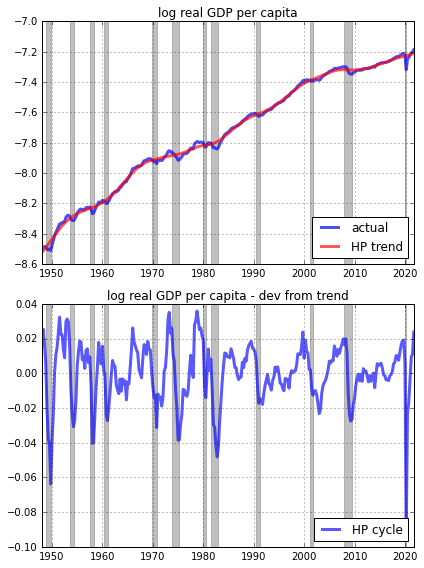 log real GDP per capita
−7.0
−7.2
−7.4
−7.6
−7.8
−8.0
−8.2
−8.4
−8.6
actual
HP trend
1950 1960 1970 1980 1990 2000 2010 2020
log real GDP per capita - dev from trend
0.04
0.02
0.00
−0.02
−0.04
−0.06
−0.08
−0.10
HP cycle
1950 1960 1970 1980 1990 2000 2010 2020